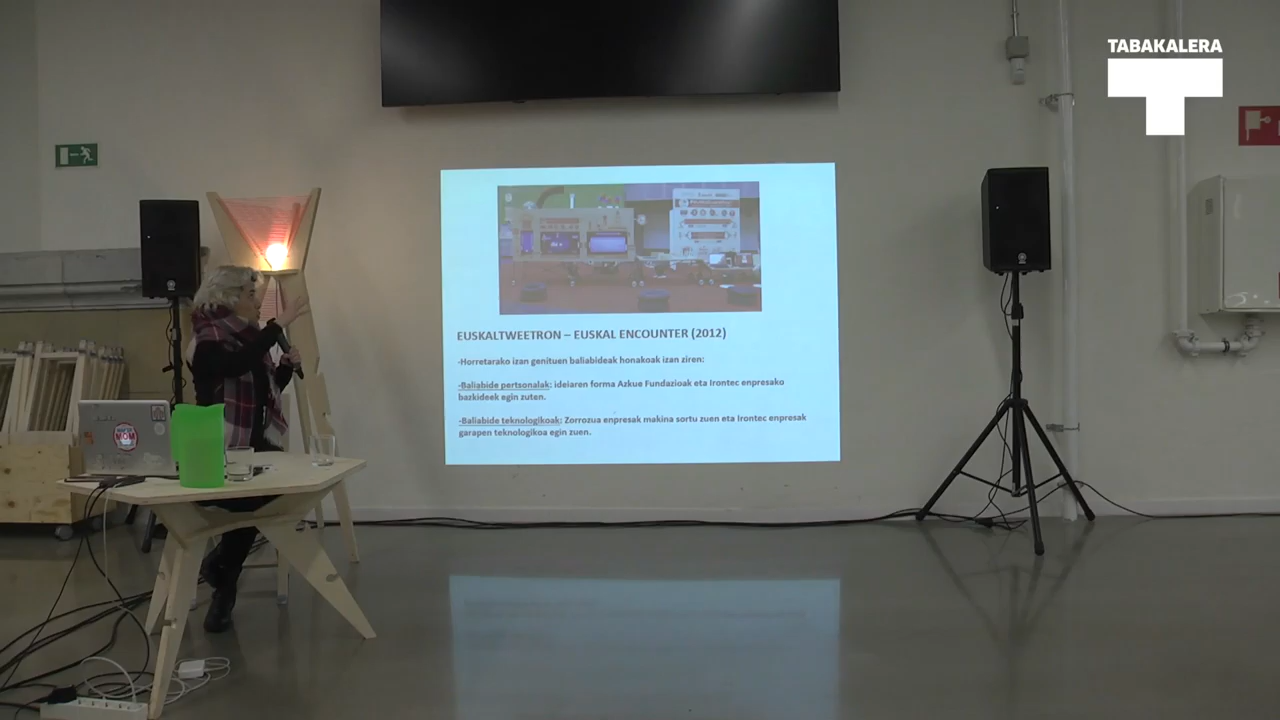 TABAKALERA
EUSKALTWEETRON – EUSKAL ENCOUNTER (2012)
-Horretarako izan genituen baliabideak honakoak izan ziren:
-Baliabide pertsonalak: ideiaren forma Azkue Fundazioak eta Irontec enpresako
bazkideek egin zuten.
-Baliabide teknologikoak: Zorrozua enpresak makina sortu zuen eta Irontec enpresak
garapen teknologikoa egin zuen.
MOM